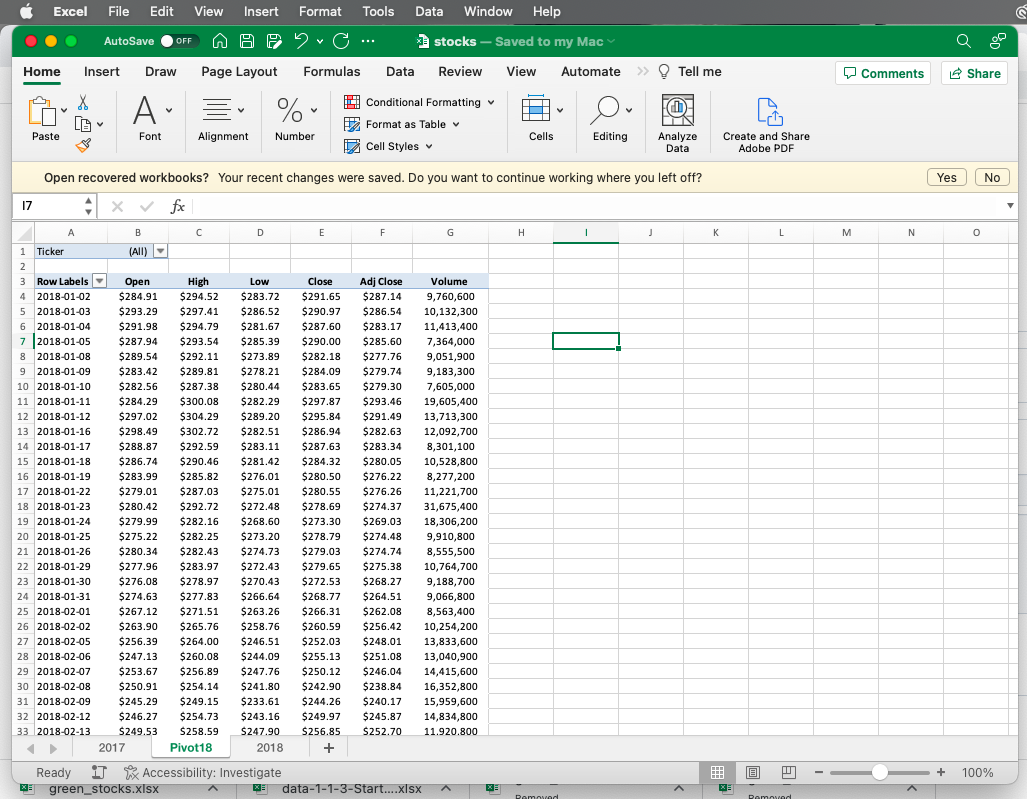 Excel File Edit View Insert Format Tools Data Window Help
AutoSave OFF stocks — Saved to my Mac
Home Insert Draw Page Layout Formulas Data Review View Automate Tell me Comments Share
Paste Font Alignment Number Conditional Formatting Format as Table Cell Styles Cells Editing Analyze Data Create and Share Adobe PDF
Open recovered workbooks? Your recent changes were saved. Do you want to continue working where you left off? Yes No
I7 fx
A B C D E F G H I J K L M N O
1 Ticker (All)
2
3 Row Labels Open High Low Close Adj Close Volume
4 2018-01-02 $284.91 $294.52 $283.72 $291.65 $287.14 9,760,600
5 2018-01-03 $293.29 $297.41 $286.52 $290.97 $286.54 10,132,300
6 2018-01-04 $291.98 $294.79 $281.67 $287.60 $283.17 11,413,400
7 2018-01-05 $287.94 $293.54 $285.39 $290.00 $285.60 7,364,000
8 2018-01-08 $289.54 $292.11 $273.89 $282.18 $277.76 9,051,900
9 2018-01-09 $283.42 $289.81 $278.21 $284.09 $279.74 9,183,300
10 2018-01-10 $282.56 $287.38 $280.44 $283.65 $279.30 7,605,000
11 2018-01-11 $284.29 $300.08 $282.29 $297.87 $293.46 19,605,400
12 2018-01-12 $297.02 $304.29 $289.20 $295.84 $291.49 13,713,300
13 2018-01-16 $298.49 $302.72 $282.51 $286.94 $282.63 12,092,700
14 2018-01-17 $288.87 $292.59 $283.11 $287.63 $283.34 8,301,100
15 2018-01-18 $286.74 $290.46 $281.42 $284.32 $280.05 10,528,800
16 2018-01-19 $283.99 $285.82 $276.01 $280.50 $276.22 8,277,200
17 2018-01-22 $279.01 $287.03 $275.01 $280.55 $276.26 11,221,700
18 2018-01-23 $280.42 $292.72 $272.48 $278.69 $274.37 31,675,400
19 2018-01-24 $279.99 $282.16 $268.60 $273.30 $269.03 18,306,200
20 2018-01-25 $275.22 $282.25 $273.20 $278.79 $274.48 9,910,800
21 2018-01-26 $280.34 $282.43 $274.73 $279.03 $274.74 8,555,500
22 2018-01-29 $277.96 $283.97 $272.43 $279.65 $275.38 10,764,700
23 2018-01-30 $276.08 $278.97 $270.43 $272.53 $268.27 9,188,700
24 2018-01-31 $274.63 $277.83 $266.64 $268.77 $264.51 9,066,800
25 2018-02-01 $267.12 $271.51 $263.26 $266.31 $262.08 8,563,400
26 2018-02-02 $263.90 $265.76 $258.76 $260.59 $256.42 10,254,200
27 2018-02-05 $256.39 $264.00 $246.51 $252.03 $248.01 13,833,600
28 2018-02-06 $247.13 $260.08 $244.09 $255.13 $251.08 13,040,900
29 2018-02-07 $253.67 $256.89 $247.76 $250.12 $246.04 14,415,600
30 2018-02-08 $250.91 $254.14 $241.80 $242.90 $238.84 16,352,800
31 2018-02-09 $245.29 $249.15 $233.61 $244.26 $240.17 15,959,600
32 2018-02-12 $246.27 $254.73 $243.16 $249.97 $245.87 14,834,800
33 2018-02-13 $249.53 $258.59 $247.90 $256.85 $252.70 11,920,800
2017 Pivot18 2018 +
Ready Accessibility: Investigate 100%
green_stocks.xlsx data-1-1-3-Start....xlsx Removed Removed